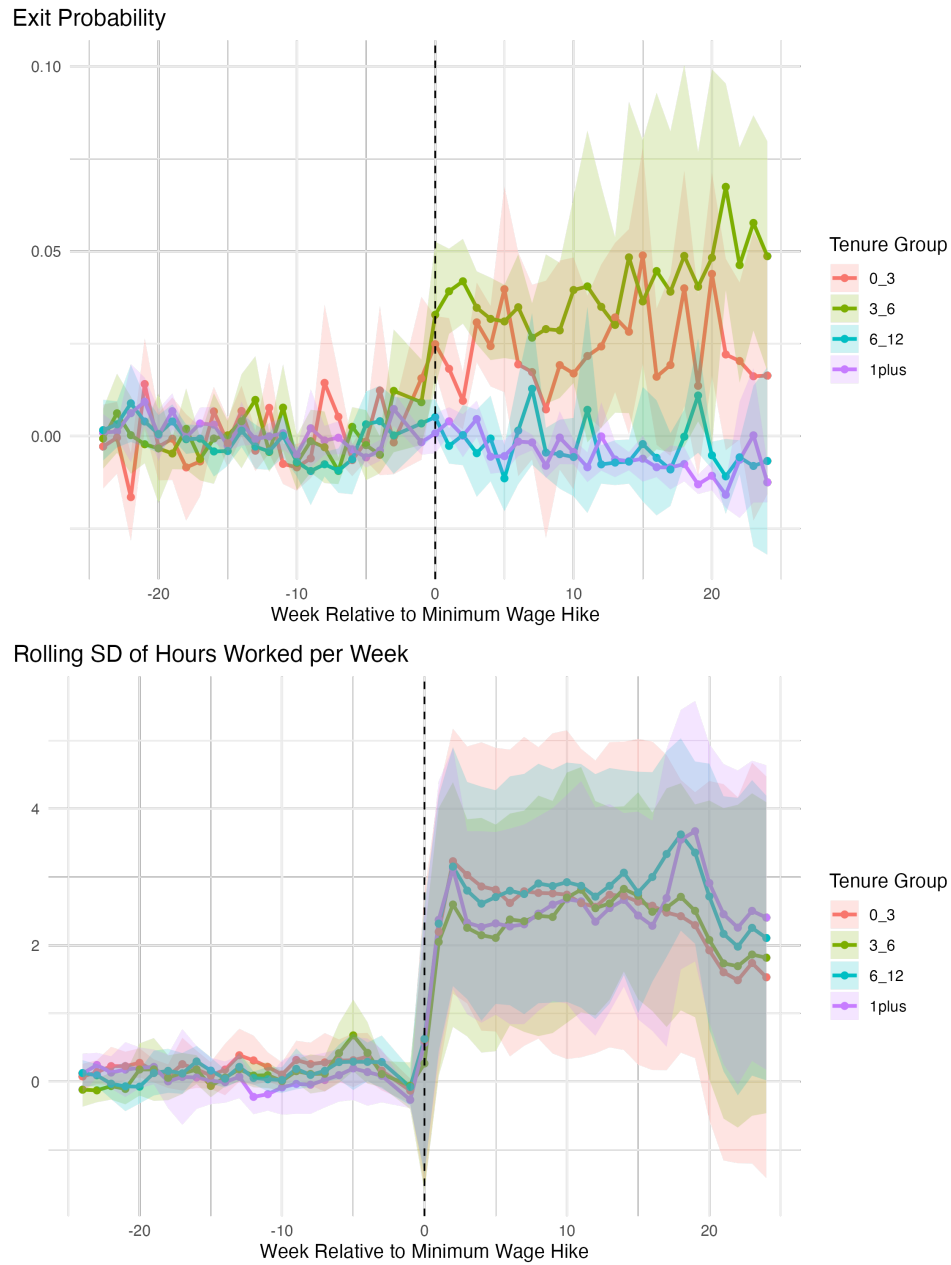 Exit Probability
0.10
0.05
0.00
-20
-10
0
10
20
Week Relative to Minimum Wage Hike
Tenure Group
0_3
3_6
6_12
1plus
Rolling SD of Hours Worked per Week
4
2
0
-20
-10
0
10
20
Week Relative to Minimum Wage Hike
Tenure Group
0_3
3_6
6_12
1plus